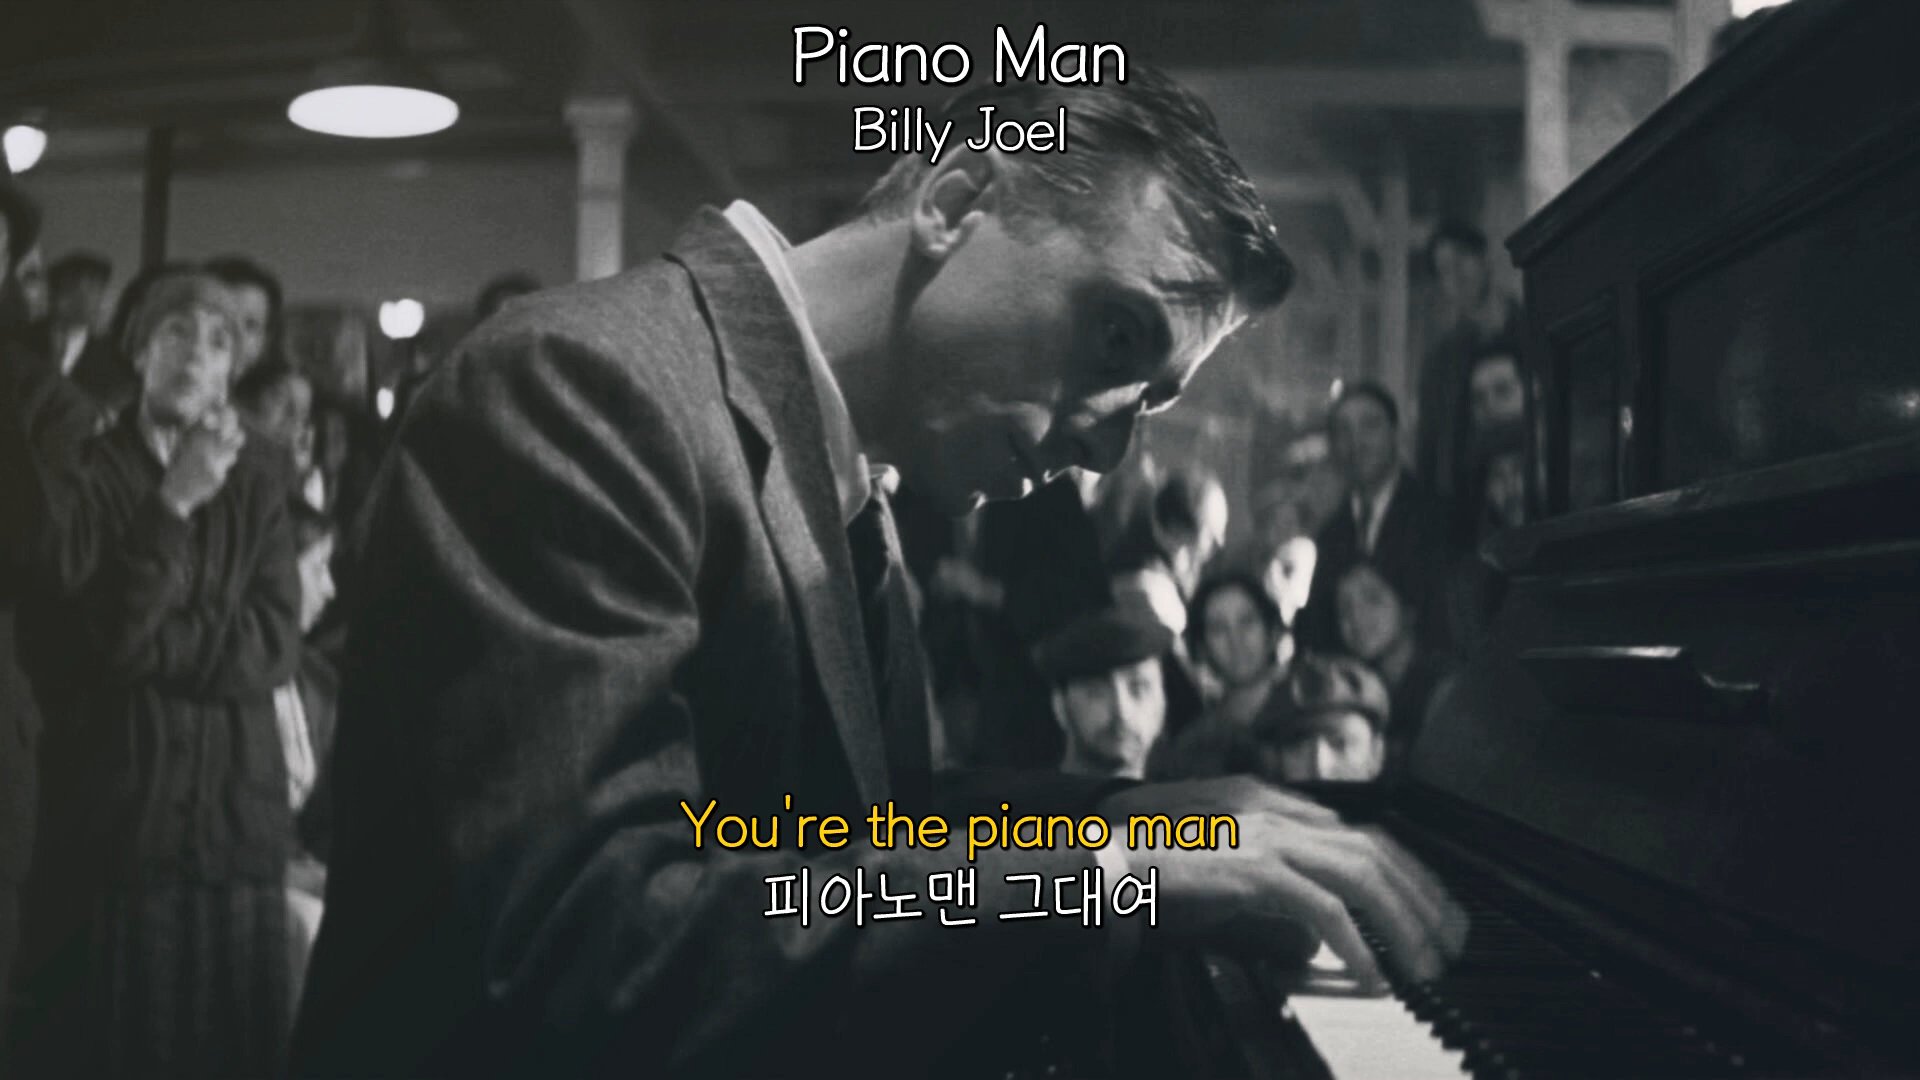 Piano Man
Billy Joel
You're the piano man
피아노맨 그대여